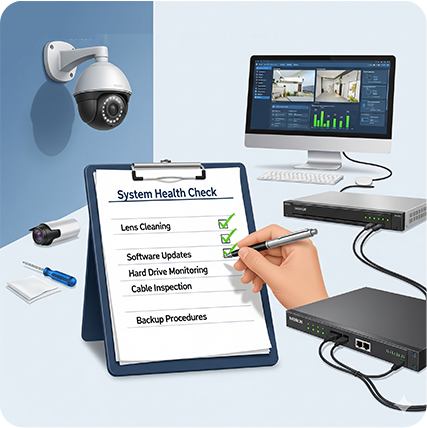 System Health Check
Lens Cleaning
Software Updates
Hard Drive Monitoring
Cable Inspection
Backup Procedures